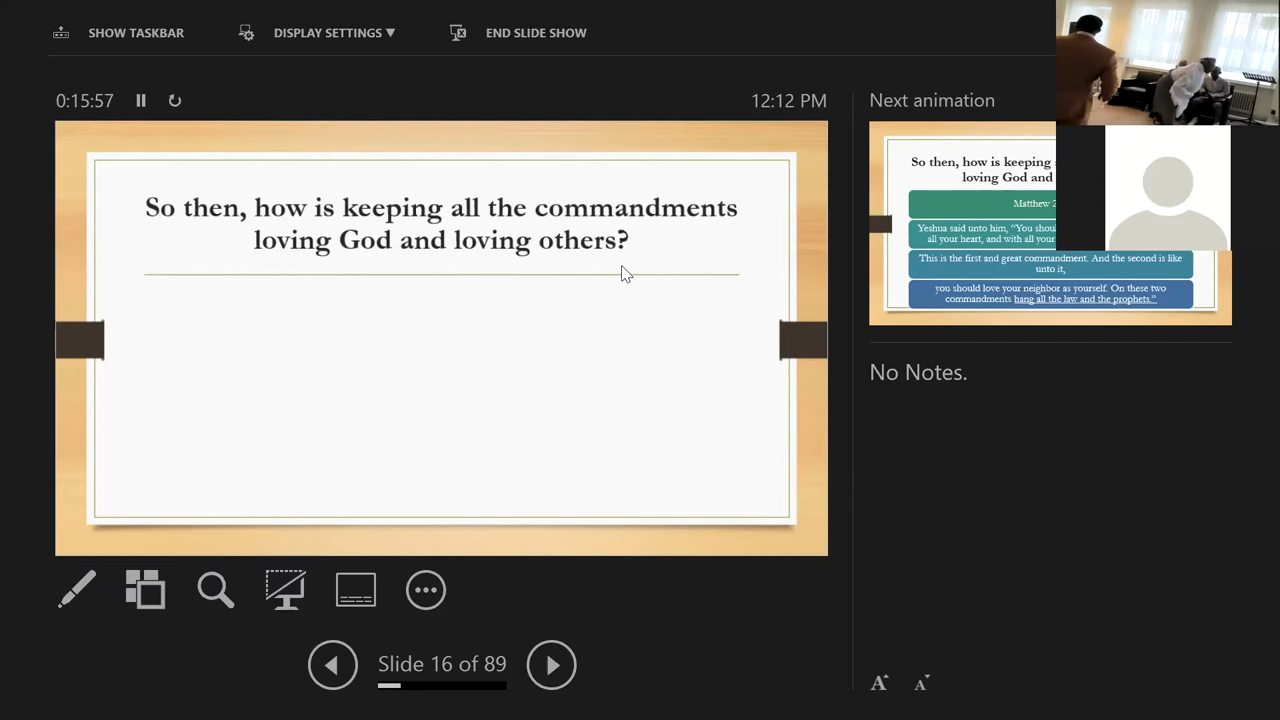 SHOW TASKBAR
DISPLAY SETTINGS ▼
END SLIDE SHOW
0:15:57
12:12 PM
So then, how is keeping all the commandments
loving God and loving others?
Slide 16 of 89
Next animation
So then, how is keeping
loving God and
Matthew
Yeshua said unto him, “You
all your heart, and with all your
This is the first and great commandment. And the second is like
unto it,
you should love your neighbor as yourself. On these two
commandments hang all the law and the prophets.”
No Notes.
A
A